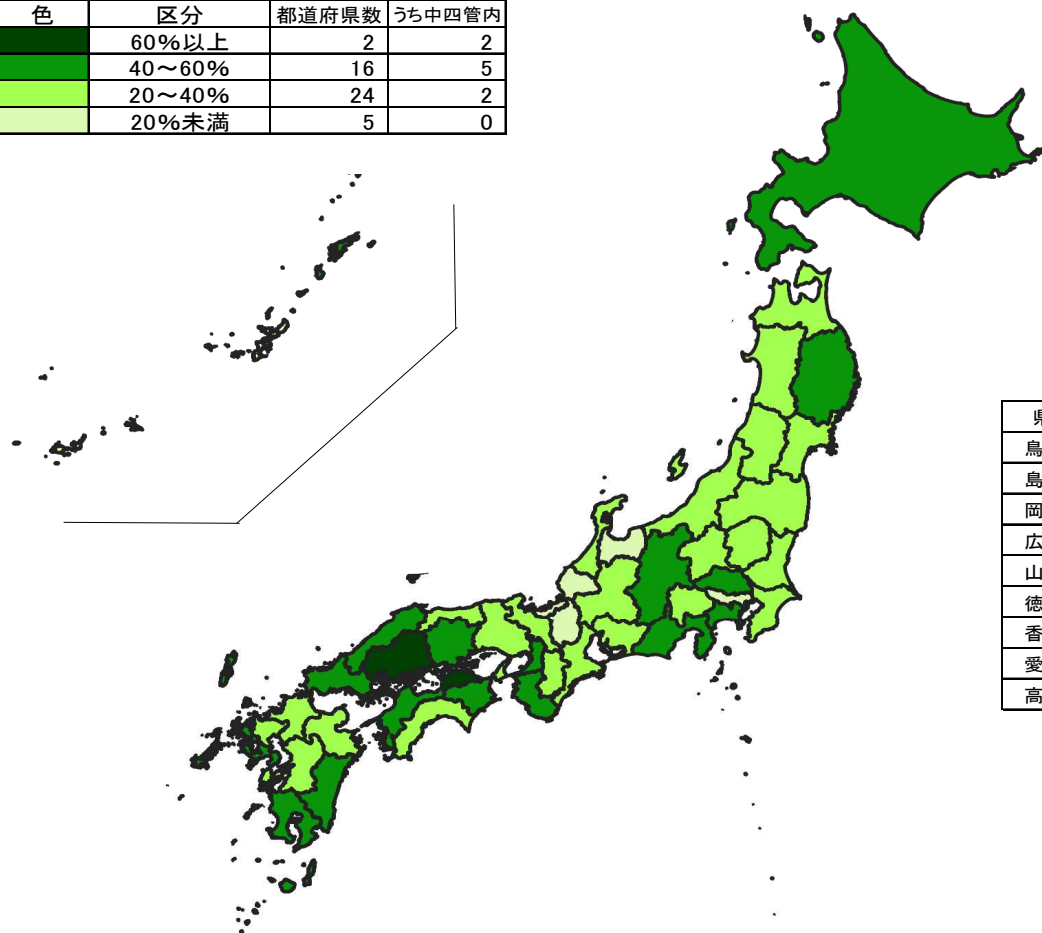 色 区分 都道府県数 うち中四管内
60%以上 2 2
40～60% 16 5
20～40% 24 2
20%未満 5 0
県
鳥
島
岡
広
山
徳
香
愛
高